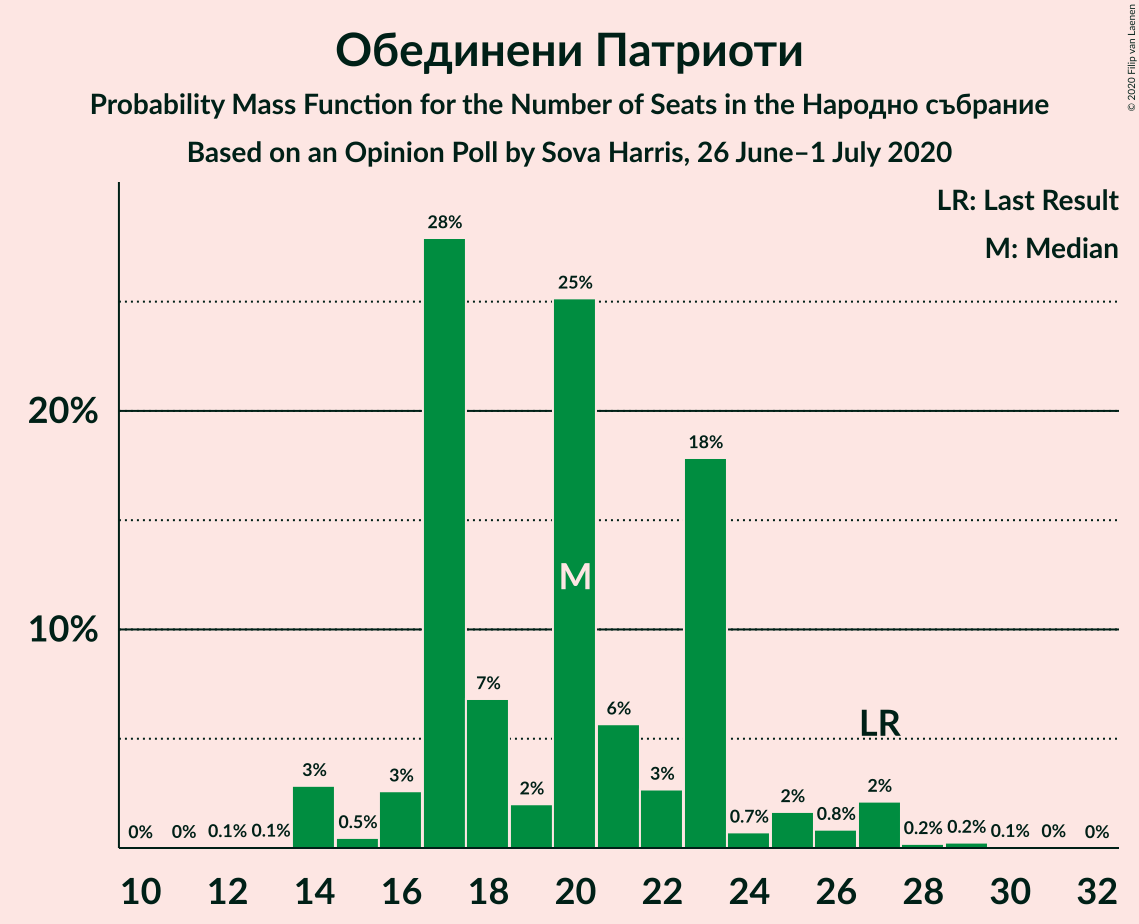 Обединени Патриоти
Probability Mass Function for the Number of Seats in the Народно събрание
Based on an Opinion Poll by Sova Harris, 26 June–1 July 2020
© 2020 Filip van Laenen
LR: Last Result
M: Median
28%
25%
20%
18%
M
10%
7%
6%
LR
3%
3%
3%
2%
2%
2%
0.5%
0.7%
0.8%
0%
0%
0.1%
0.1%
0.2%
0.2%
0.1%
0%
0%
10 12 14 16 18 20 22 24 26 28 30 32